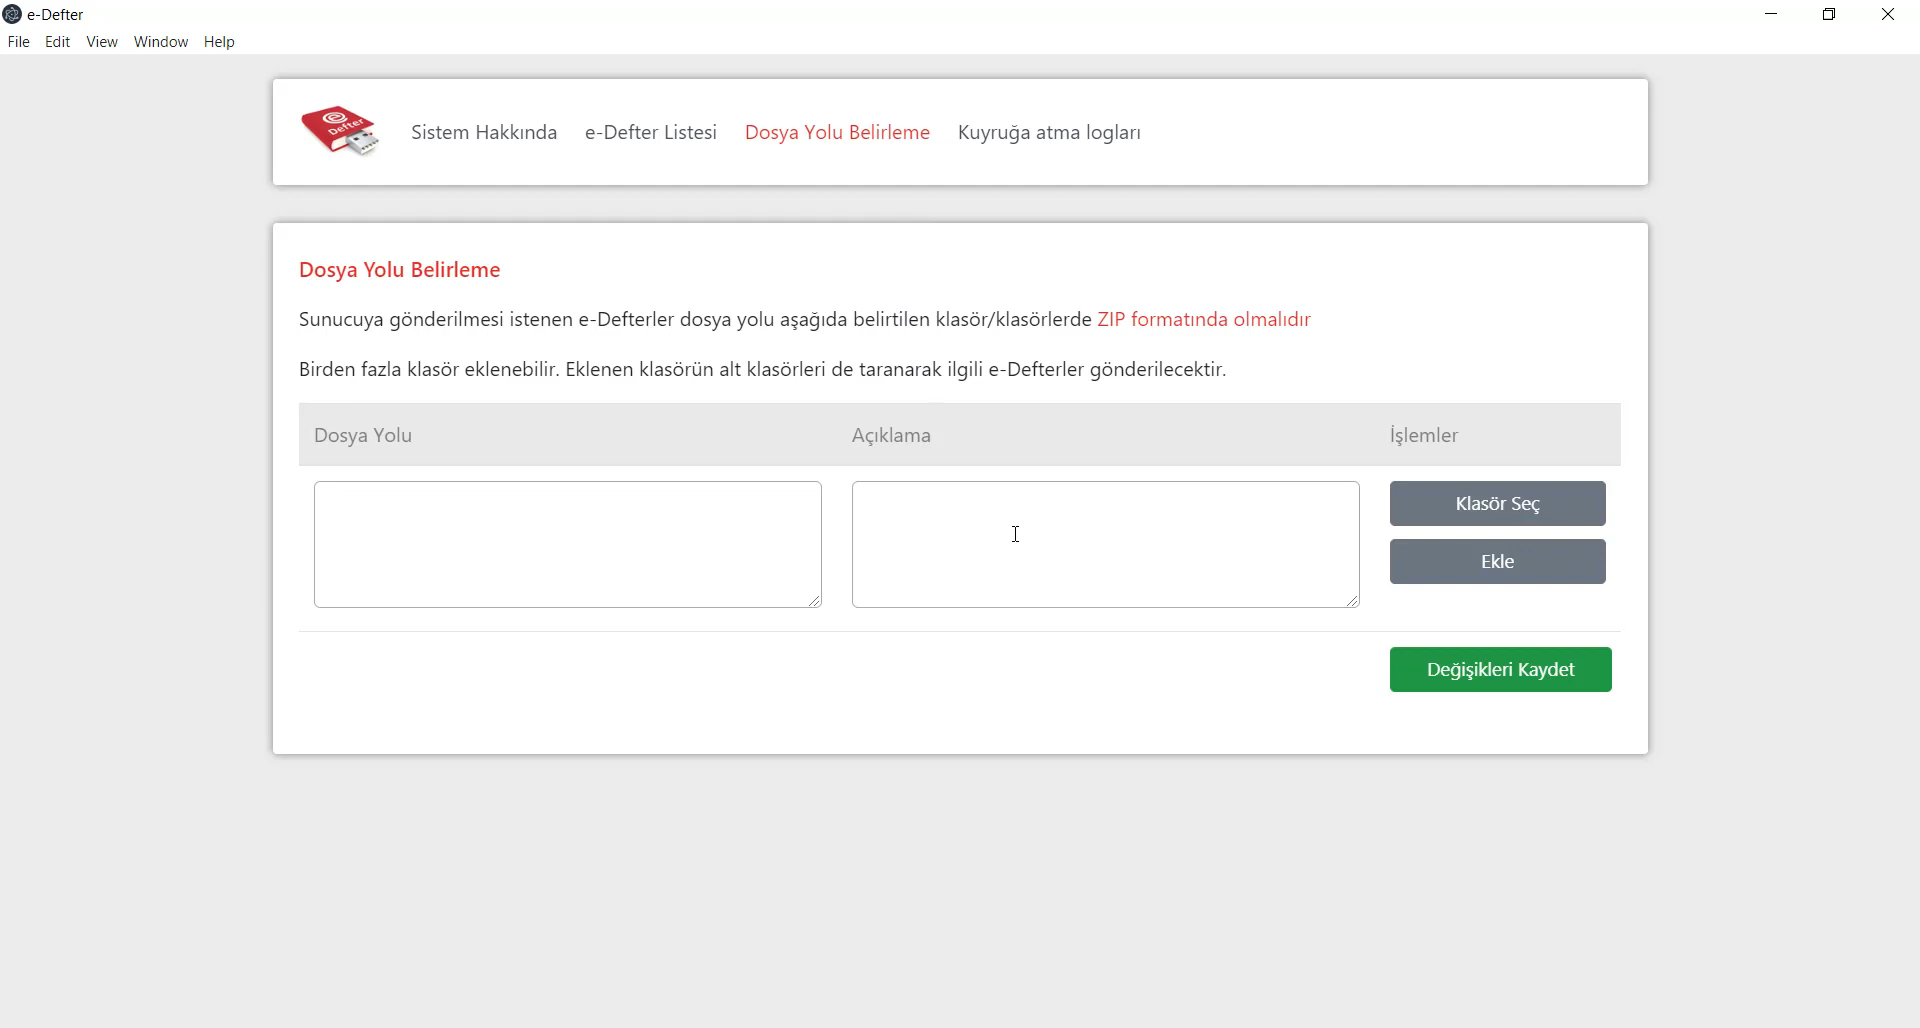 e-Defter
File Edit View Window Help
e
Defter
Sistem Hakkında e-Defter Listesi Dosya Yolu Belirleme Kuyruğa atma logları
Dosya Yolu Belirleme
Sunucuya gönderilmesi istenen e-Defterler dosya yolu aşağıda belirtilen klasör/klasörlerde ZIP formatında olmalıdır
Birden fazla klasör eklenebilir. Eklenen klasörün alt klasörleri de taranarak ilgili e-Defterler gönderilecektir.
Dosya Yolu Açıklama İşlemler
Klasör Seç
Ekle
Değişikleri Kaydet